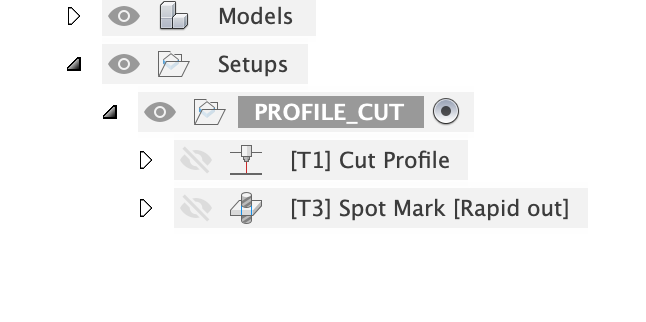 Models
Setups
PROFILE_CUT
[T1] Cut Profile
[T3] Spot Mark [Rapid out]